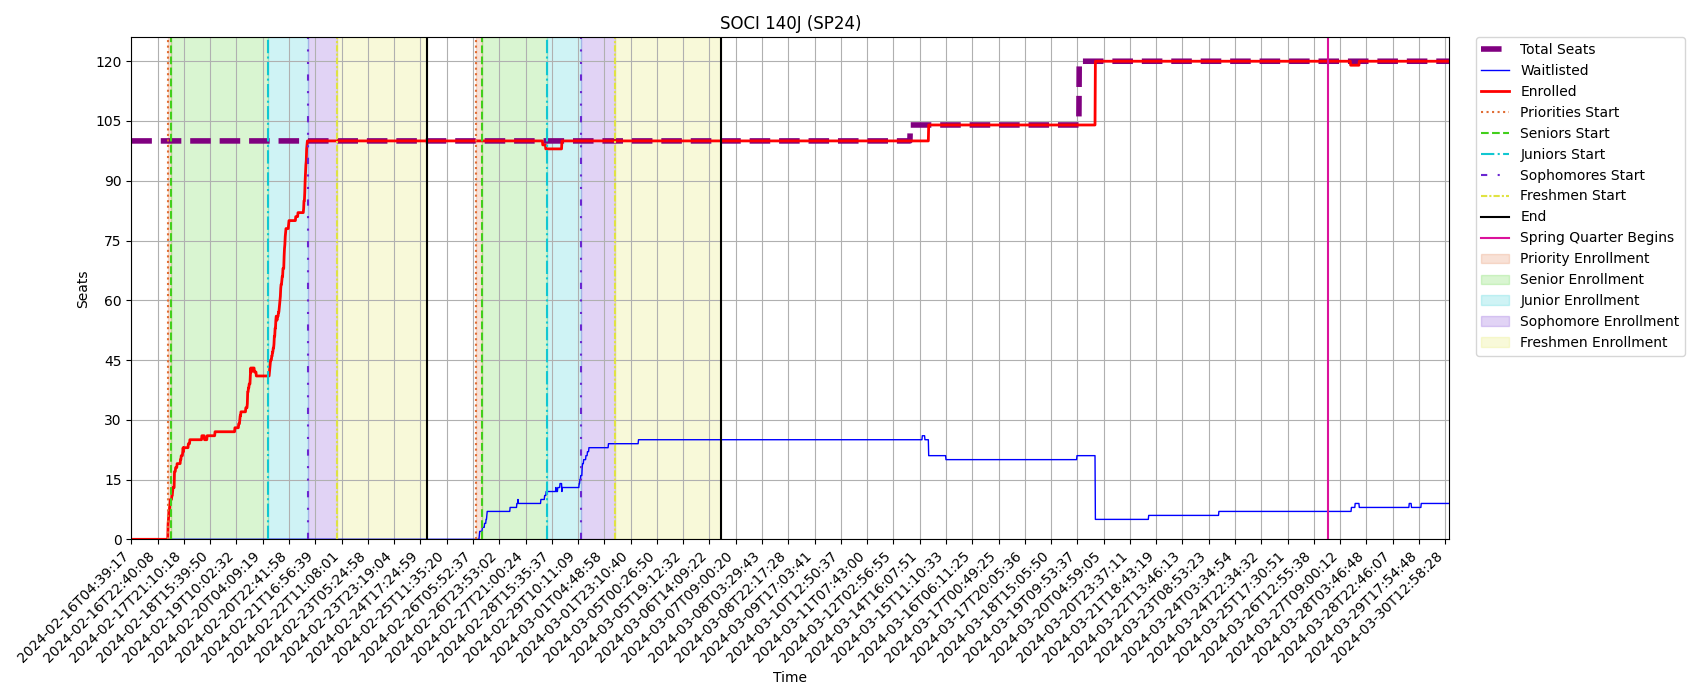 SOCI 140J (SP24)
Seats
120
105
90
75
60
45
30
15
0
2024-02-16T04:39:17
2024-02-16T22:40:08
2024-02-17T21:10:18
2024-02-18T15:39:50
2024-02-19T10:02:32
2024-02-20T04:09:19
2024-02-20T22:41:58
2024-02-21T16:56:39
2024-02-22T11:08:01
2024-02-23T05:24:58
2024-02-23T23:19:04
2024-02-24T17:24:59
2024-02-25T11:35:20
2024-02-26T05:52:37
2024-02-26T23:53:02
2024-02-27T21:00:24
2024-02-28T15:35:37
2024-02-29T10:11:09
2024-03-01T04:48:58
2024-03-01T23:10:40
2024-03-05T00:26:50
2024-03-05T19:12:32
2024-03-06T14:09:22
2024-03-07T09:00:20
2024-03-08T03:29:43
2024-03-08T22:17:28
2024-03-09T17:03:41
2024-03-10T12:50:37
2024-03-11T07:43:00
2024-03-12T02:56:55
2024-03-14T16:07:51
2024-03-15T11:10:33
2024-03-16T06:11:25
2024-03-17T00:49:25
2024-03-17T20:05:36
2024-03-18T15:05:50
2024-03-19T09:53:37
2024-03-20T04:59:05
2024-03-20T23:37:11
2024-03-21T18:43:19
2024-03-22T13:46:13
2024-03-23T08:53:23
2024-03-24T03:34:54
2024-03-24T22:34:32
2024-03-25T17:30:51
2024-03-26T12:55:38
2024-03-27T09:00:12
2024-03-28T03:46:48
2024-03-28T22:46:07
2024-03-29T17:54:48
2024-03-30T12:58:28
Time
Total Seats
Waitlisted
Enrolled
Priorities Start
Seniors Start
Juniors Start
Sophomores Start
Freshmen Start
End
Spring Quarter Begins
Priority Enrollment
Senior Enrollment
Junior Enrollment
Sophomore Enrollment
Freshmen Enrollment